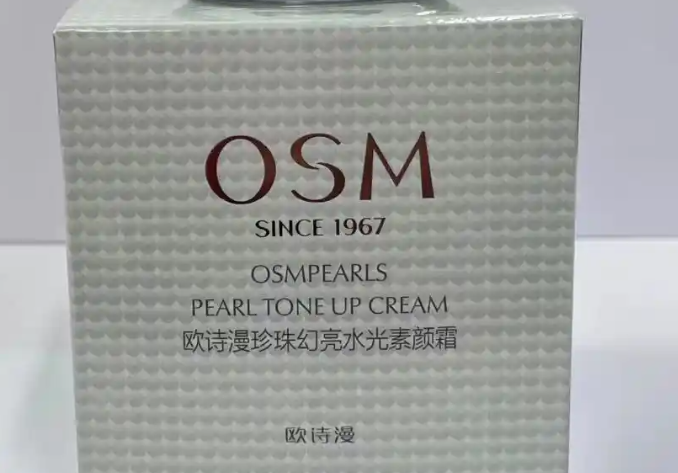 OSM
SINCE 1967
OSMPEARLS
PEARL TONE UP CREAM
欧诗漫珍珠幻亮水光素颜霜
欧诗漫